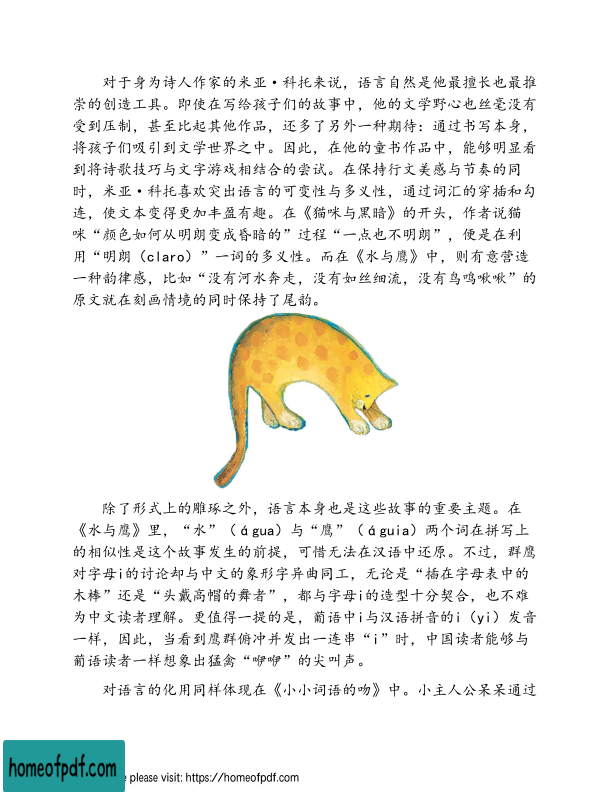 对于身为诗人作家的米亚·科托来说，语言自然是他最擅长也最推
崇的创造工具。即使在写给孩子们的故事中，他的文学野心也丝毫没有
受到压制，甚至比起其他作品，还多了另外一种期待：通过书写本身，
将孩子们吸引到文学世界之中。因此，在他的童书作品中，能够明显看
到将诗歌技巧与文字游戏相结合的尝试。在保持行文美感与节奏的同
时，米亚·科托喜欢突出语言的可变性与多义性，通过词汇的穿插和勾
连，使文本变得更加丰盈有趣。在《猫咪与黑暗》的开头，作者说猫
咪“颜色如何从明朗变成昏暗的”过程“一点也不明朗”，便是在利
用“明朗（claro）”一词的多义性。而在《水与鹰》中，则有意营造
一种韵律感，比如“没有河水奔走，没有如丝细流，没有鸟鸣啾啾”的
原文就在刻画情境的同时保持了尾韵。
除了形式上的雕琢之外，语言本身也是这些故事的重要主题。在
《水与鹰》里，“水”（água）与“鹰”（águia）两个词在拼写上
的相似性是这个故事发生的前提，可惜无法在汉语中还原。不过，群鹰
对字母i的讨论却与中文的象形字异曲同工，无论是“插在字母表中的
木棒”还是“头戴高帽的舞者”，都与字母i的造型十分契合，也不难
为中文读者理解。更值得一提的是，葡语中i与汉语拼音的i（yi）发音
一样，因此，当看到鹰群俯冲并发出一连串“i”时，中国读者能够与
葡语读者一样想象出猛禽“咿咿”的尖叫声。
对语言的化用同样体现在《小小词语的吻》中。小主人公呆呆通过
homeofpdf.com
e please visit: https://homeofpdf.com